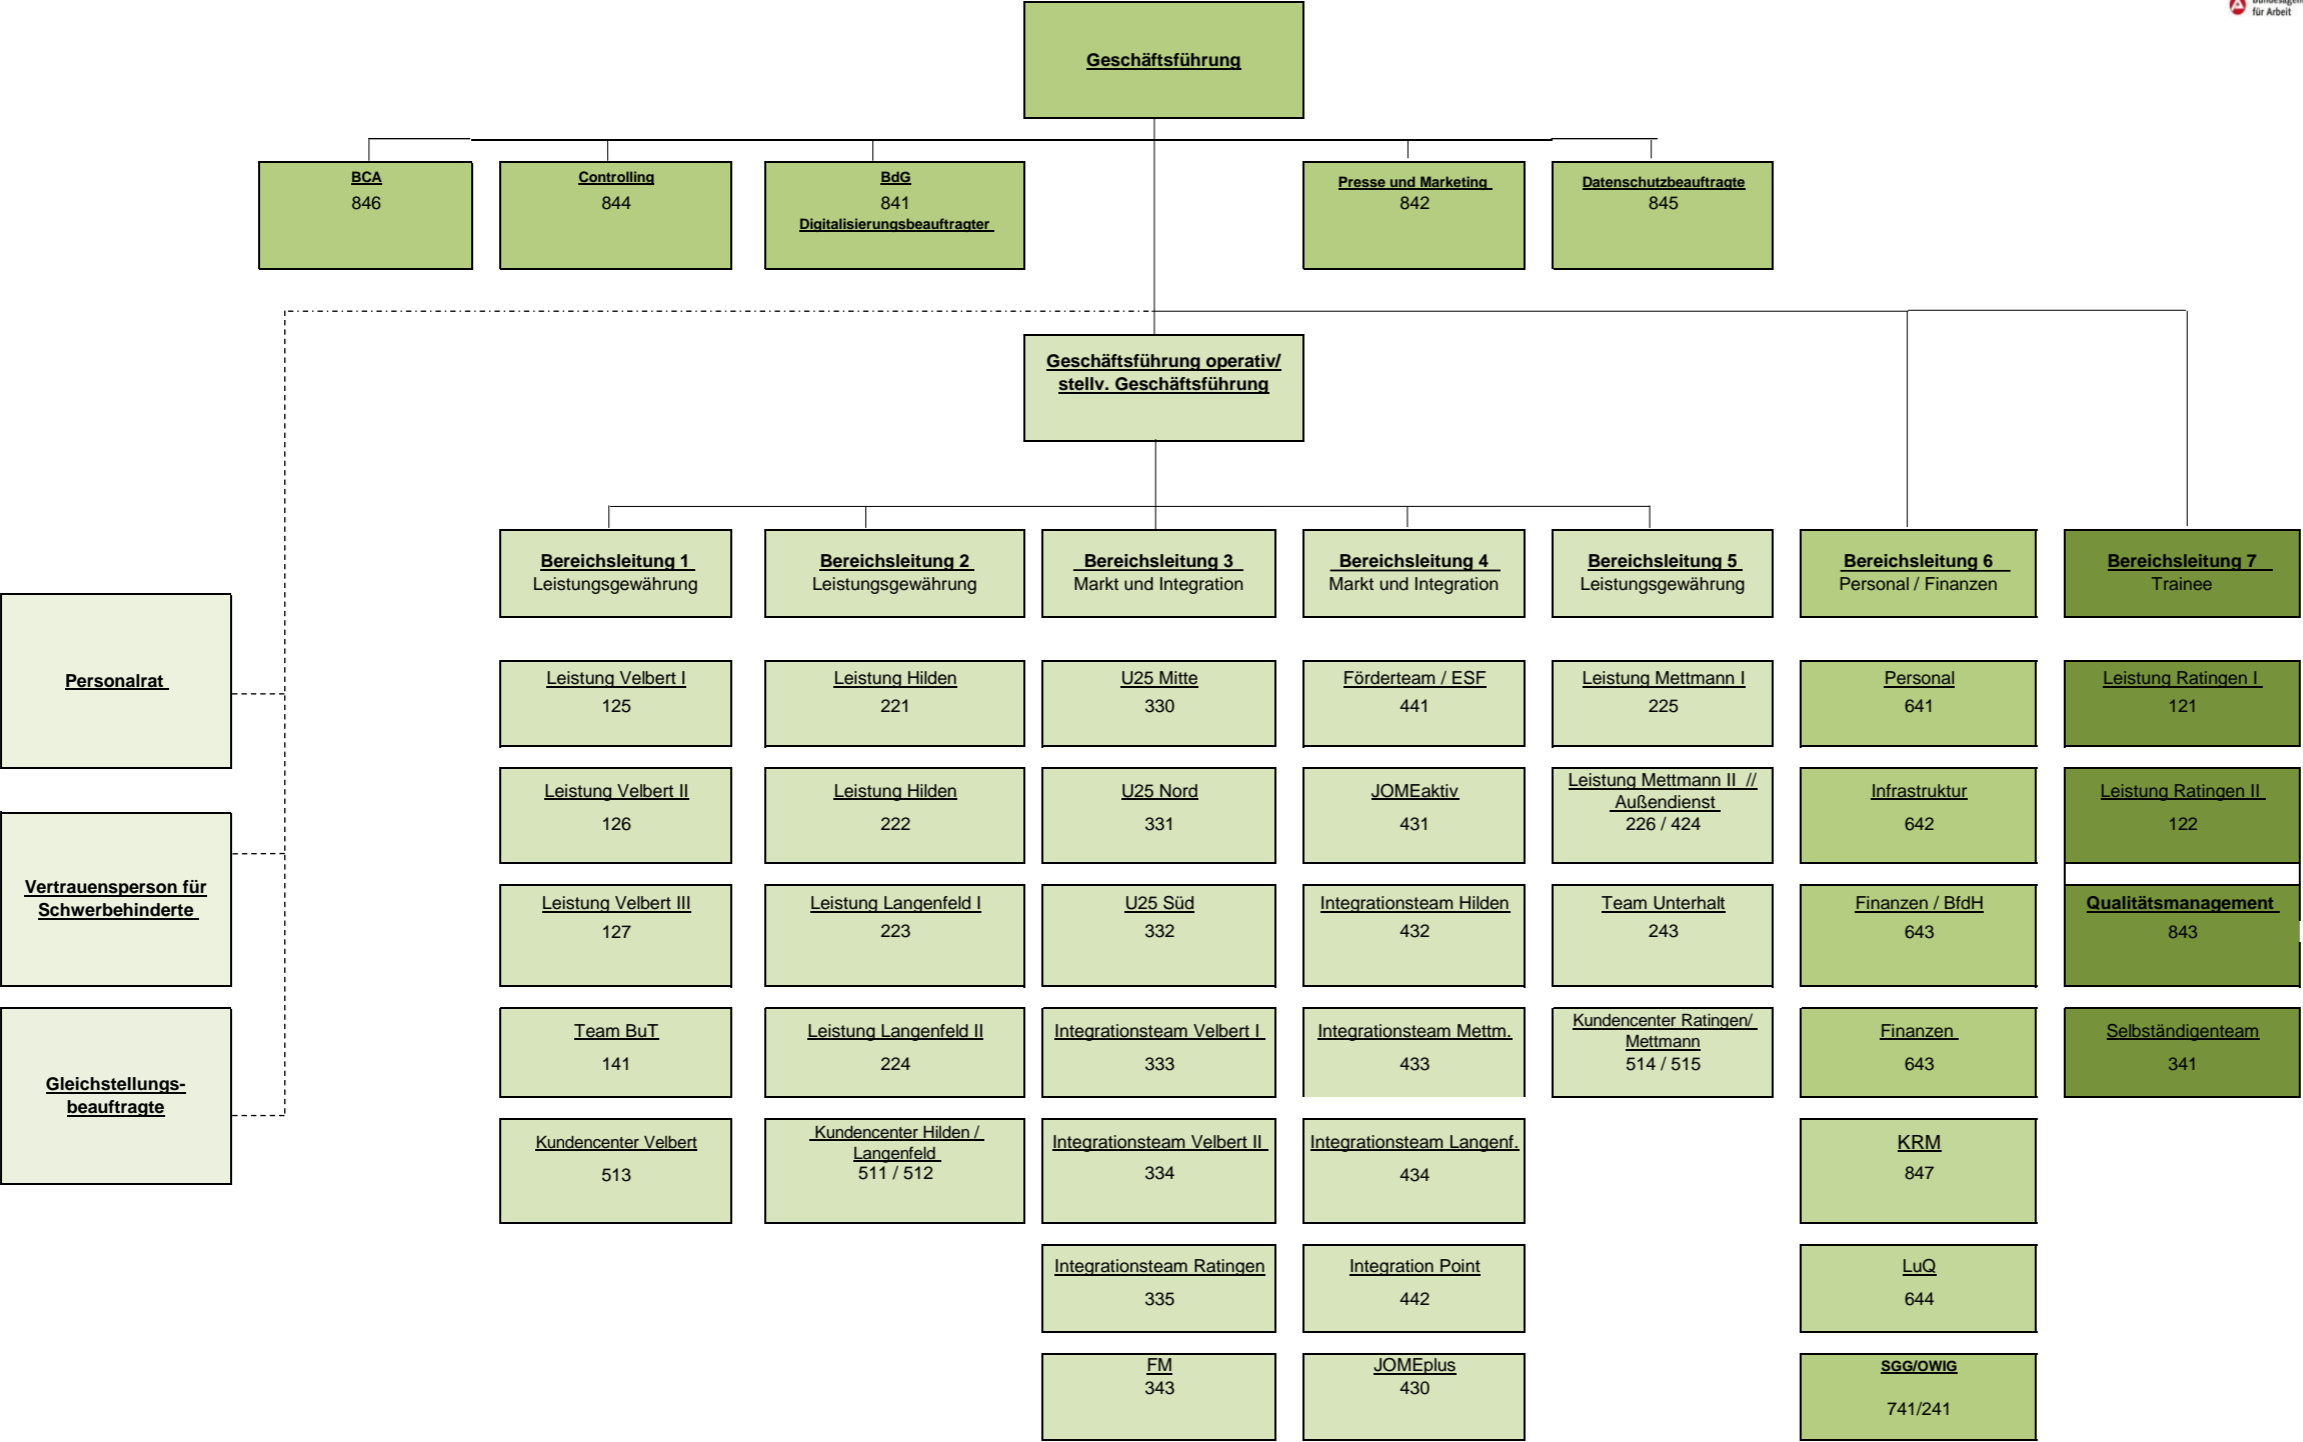 für Arbeit
Geschäftsführung
BCA
846
Controlling
844
BdG
841
Digitalisierungsbeauftragter
Presse und Marketing
842
Datenschutzbeauftragte
845
Geschäftsführung operativ/
stellv. Geschäftsführung
Bereichsleitung 1
Leistungsgewährung
Bereichsleitung 2
Leistungsgewährung
Bereichsleitung 3
Markt und Integration
Bereichsleitung 4
Markt und Integration
Bereichsleitung 5
Leistungsgewährung
Bereichsleitung 6
Personal / Finanzen
Bereichsleitung 7
Trainee
Personalrat
Vertrauensperson für
Schwerbehinderte
Gleichstellungs-
beauftragte
Leistung Velbert I
125
Leistung Hilden
221
U25 Mitte
330
Förderteam / ESF
441
Leistung Mettmann I
225
Personal
641
Leistung Ratingen I
121
Leistung Velbert II
126
Leistung Hilden
222
U25 Nord
331
JOMEaktiv
431
Leistung Mettmann II //
Außendienst
226 / 424
Infrastruktur
642
Leistung Ratingen II
122
Leistung Velbert III
127
Leistung Langenfeld I
223
U25 Süd
332
Integrationsteam Hilden
432
Team Unterhalt
243
Finanzen / BfdH
643
Qualitätsmanagement
843
Team BuT
141
Leistung Langenfeld II
224
Integrationsteam Velbert I
333
Integrationsteam Mettm.
433
Kundencenter Ratingen/
Mettmann
514 / 515
Finanzen
643
Selbständigenteam
341
Kundencenter Velbert
513
Kundencenter Hilden /
Langenfeld
511 / 512
Integrationsteam Velbert II
334
Integrationsteam Langenf.
434
KRM
847
Integrationsteam Ratingen
335
Integration Point
442
LuQ
644
FM
343
JOMEplus
430
SGG/OWIG
741/241